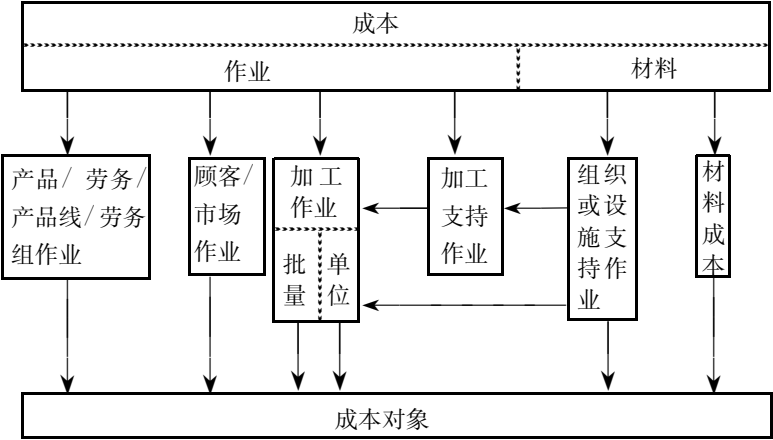 成本
作业
材料
产品/ 劳务/
产品线/劳务
组作业
顾客/
市场
作业
加工
作业
批量
单位
加工
支持
作业
组织
或设
施支
持作
业
材
料
成
本
成本对象